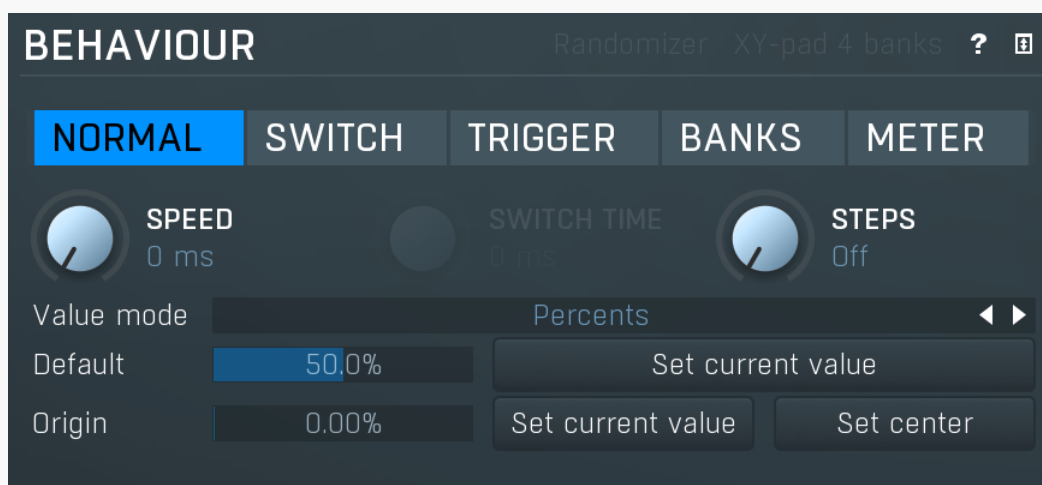 BEHAVIOUR Randomizer XY-pad 4 banks ?
NORMAL SWITCH TRIGGER BANKS METER
SPEED SWITCH TIME STEPS
0 ms 0 ms Off
Value mode Percents
Default 50.0% Set current value
Origin 0.00% Set current value Set center